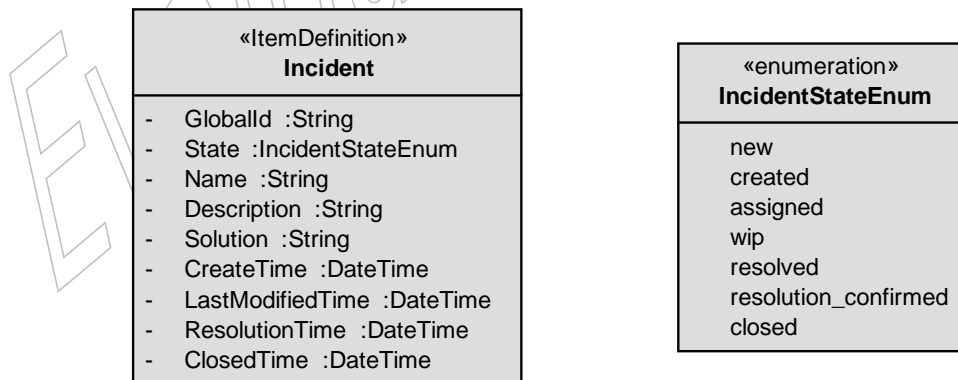 «ItemDefinition»
Incident
- GlobalId :String
- State :IncidentStateEnum
- Name :String
- Description :String
- Solution :String
- CreateTime :DateTime
- LastModifiedTime :DateTime
- ResolutionTime :DateTime
- ClosedTime :DateTime
«enumeration»
IncidentStateEnum
new
created
assigned
wip
resolved
resolution_confirmed
closed